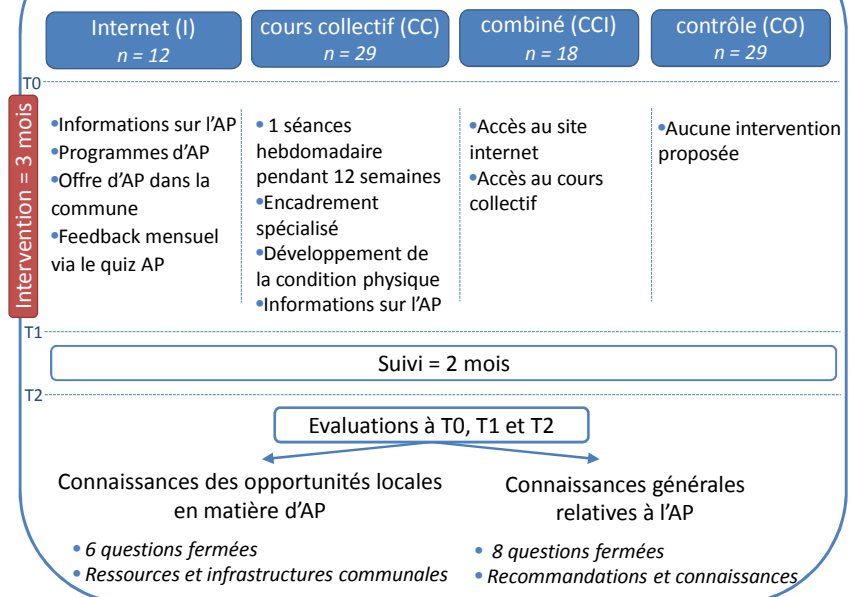 Internet (I)
n = 12
cours collectif (CC)
n = 29
combiné (CCI)
n = 18
contrôle (CO)
n = 29
T0
Intervention = 3 mois
•Informations sur l'AP
•Programmes d'AP
•Offre d'AP dans la
commune
•Feedback mensuel
via le quiz AP
• 1 séances
hebdomadaire
pendant 12 semaines
•Encadrement
spécialisé
•Développement de
la condition physique
•Informations sur l'AP
•Accès au site
internet
•Accès au cours
collectif
•Aucune intervention
proposée
T1
Suivi = 2 mois
T2
Evaluations à T0, T1 et T2
Connaissances des opportunités locales
en matière d'AP
• 6 questions fermées
• Ressources et infrastructures communales
Connaissances générales
relatives à l'AP
• 8 questions fermées
• Recommandations et connaissances